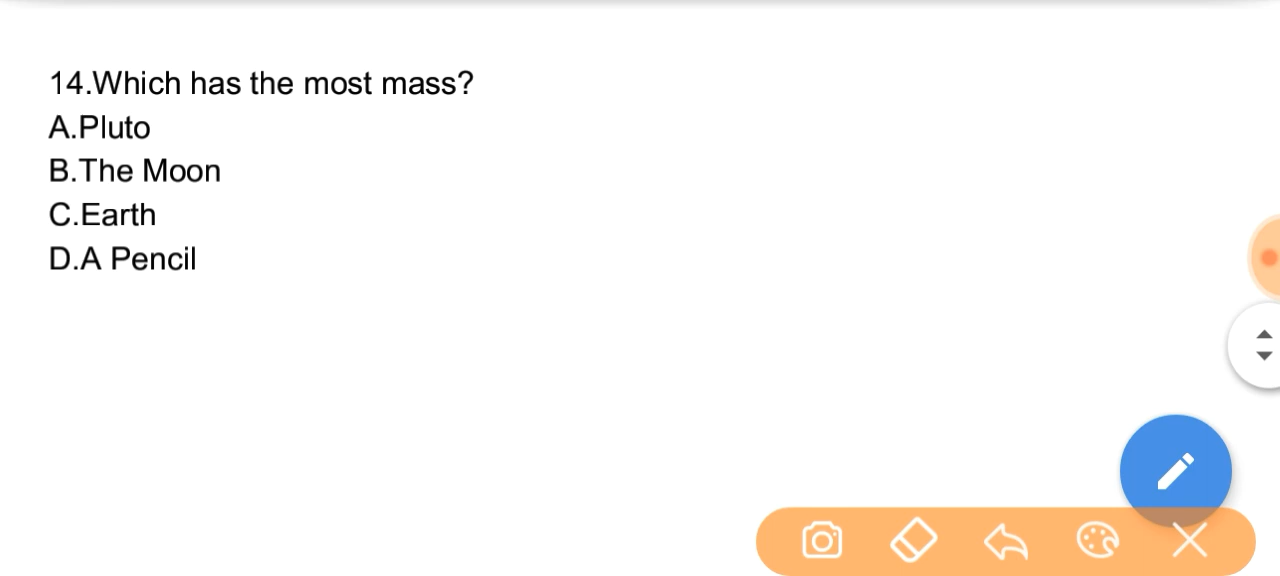 14.Which has the most mass?
A.Pluto
B.The Moon
C.Earth
D.A Pencil